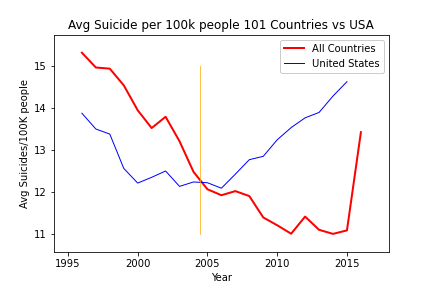 Avg Suicide per 100k people 101 Countries vs USA
All Countries
United States
Avg Suicides/100K people
15
14
13
12
11
1995
2000
2005
2010
2015
Year